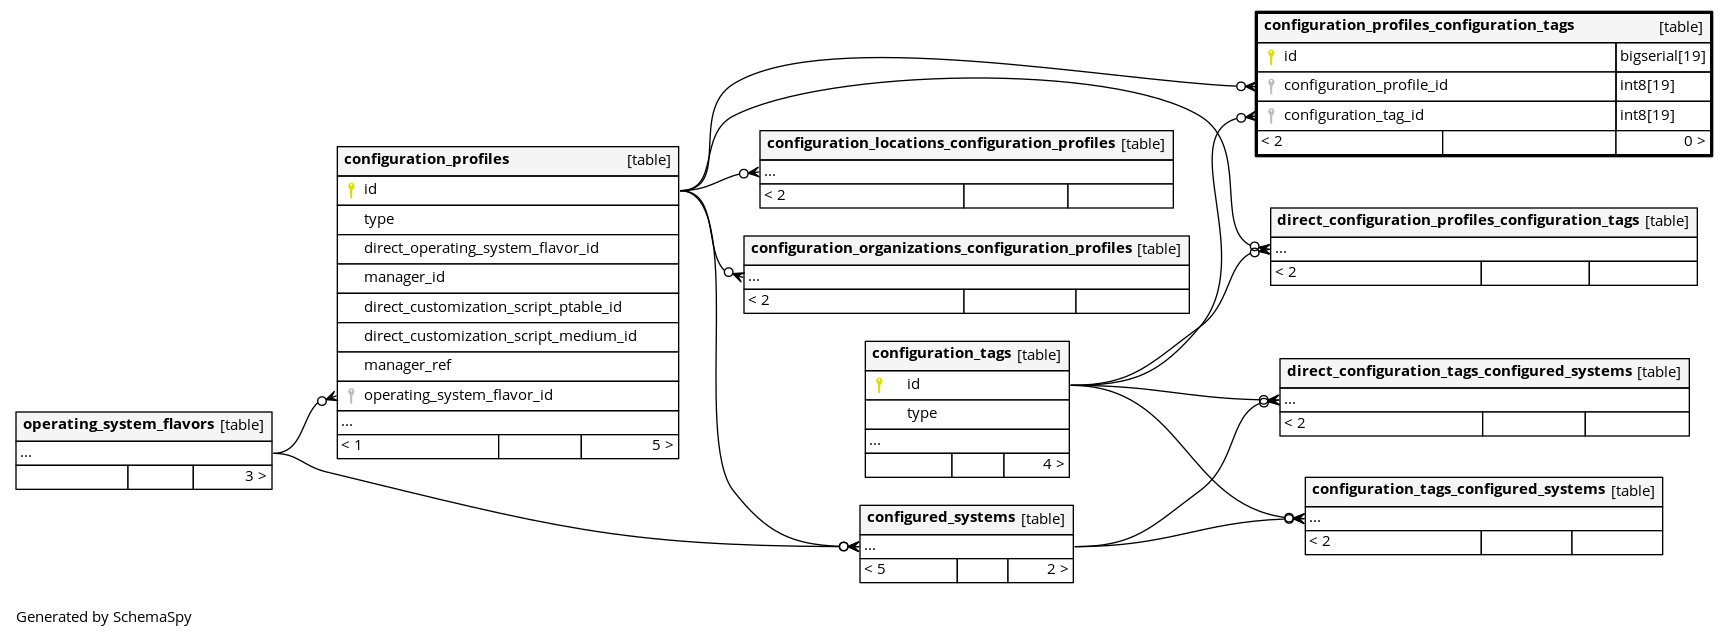 configuration_profiles_configuration_tags [table]
id bigserial[19]
configuration_profile_id int8[19]
configuration_tag_id int8[19]
< 2 0 >
configuration_locations_configuration_profiles [table]
...
< 2
configuration_profiles [table]
id
type
direct_operating_system_flavor_id
manager_id
direct_customization_script_ptable_id
direct_customization_script_medium_id
manager_ref
operating_system_flavor_id
...
< 1 5 >
direct_configuration_profiles_configuration_tags [table]
...
< 2
configuration_organizations_configuration_profiles [table]
...
< 2
configuration_tags [table]
id
type
...
4 >
direct_configuration_tags_configured_systems [table]
...
< 2
operating_system_flavors [table]
...
3 >
configuration_tags_configured_systems [table]
...
< 2
configured_systems [table]
...
< 5 2 >
Generated by SchemaSpy